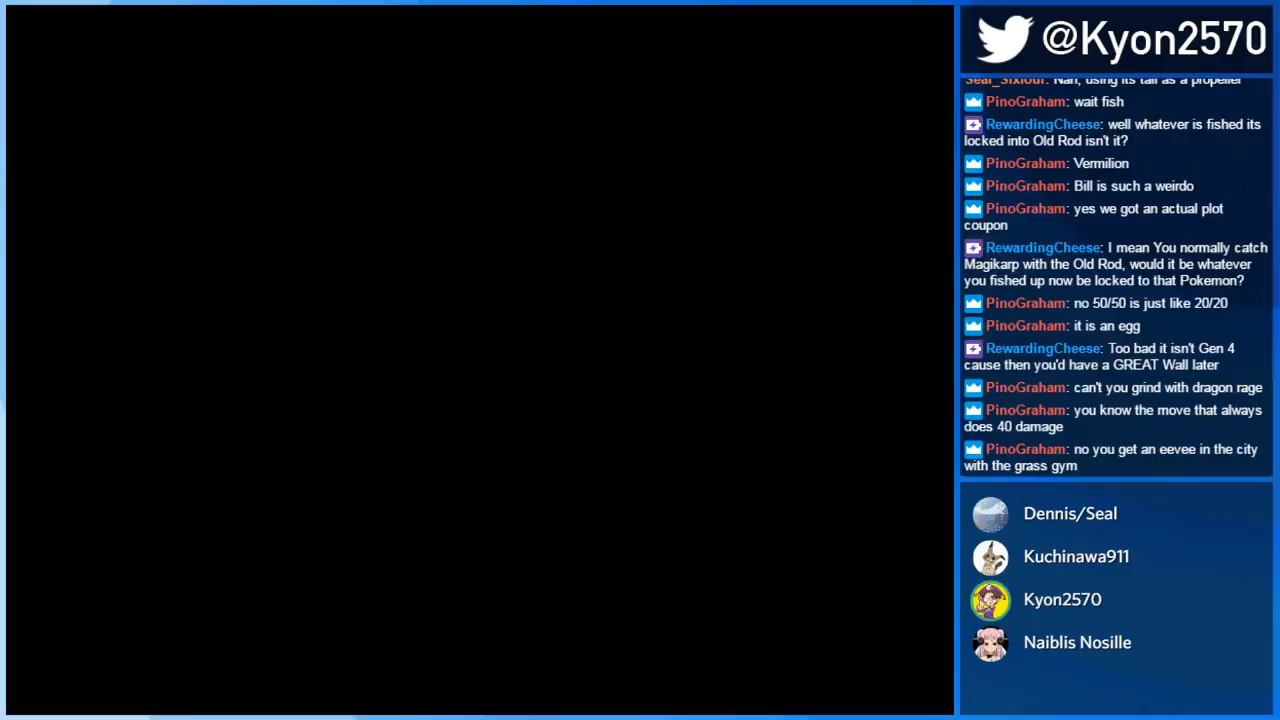 @Kyon2570
Seal_Sixfour: Nah, using its tail as a propeller
PinoGraham: wait fish
RewardingCheese: well whatever is fished its
locked into Old Rod isn't it?
PinoGraham: Vermilion
PinoGraham: Bill is such a weirdo
PinoGraham: yes we got an actual plot
coupon
RewardingCheese: I mean You normally catch
Magikarp with the Old Rod, would it be whatever
you fished up now be locked to that Pokemon?
PinoGraham: no 50/50 is just like 20/20
PinoGraham: it is an egg
RewardingCheese: Too bad it isn't Gen 4
cause then you'd have a GREAT Wall later
PinoGraham: can't you grind with dragon rage
PinoGraham: you know the move that always
does 40 damage
PinoGraham: no you get an eevee in the city
with the grass gym
Dennis/Seal
Kuchinawa911
Kyon2570
Naiblis Nosille